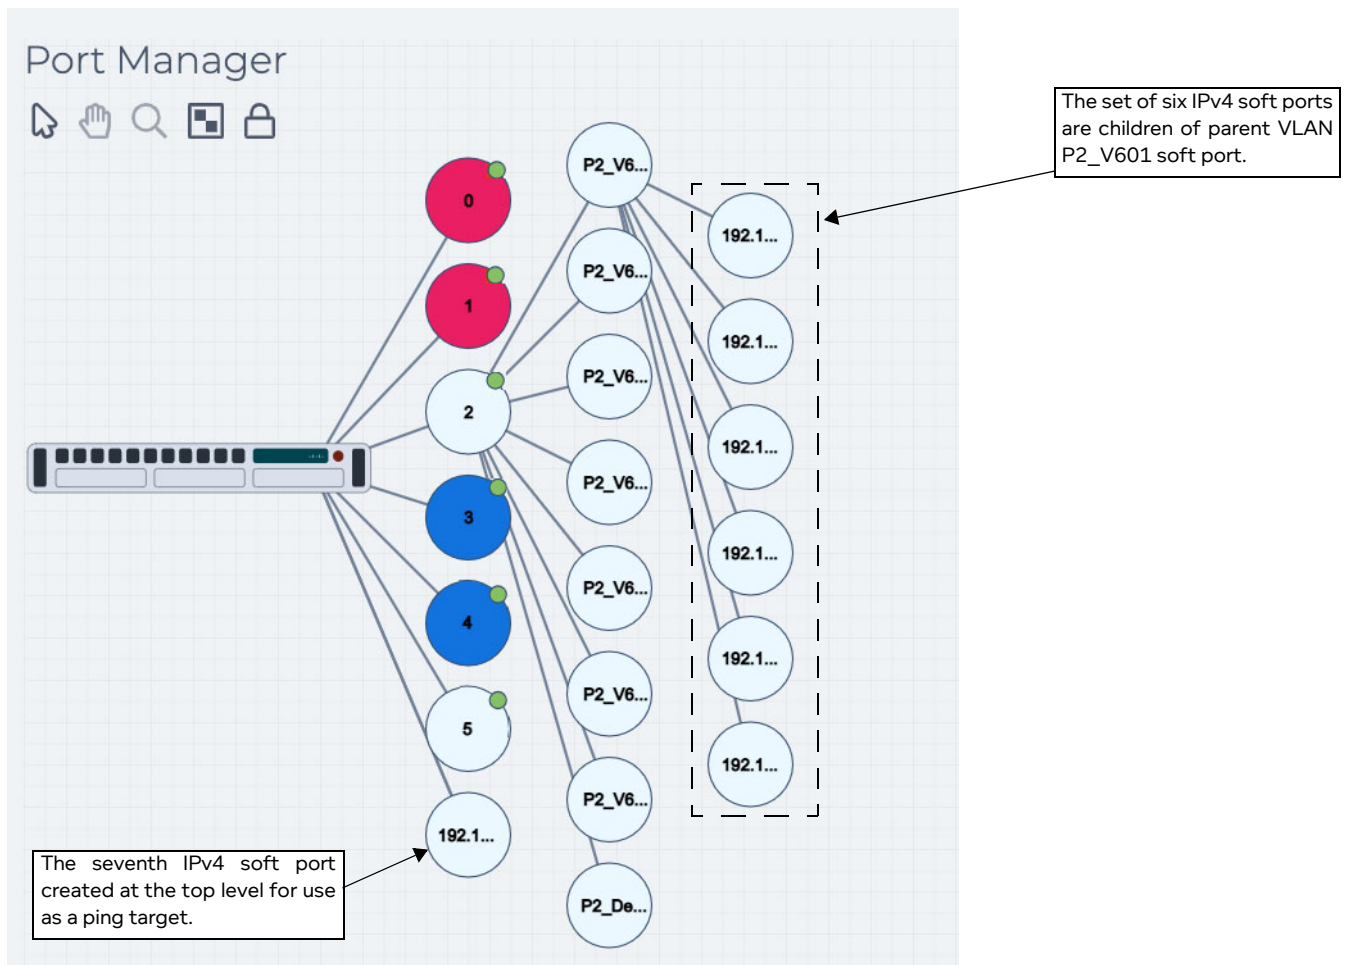 Port Manager
The set of six IPv4 soft ports
are children of parent VLAN
P2_V601 soft port.
0
1
2
3
4
5
192.1...
P2_V6...
P2_V6...
P2_V6...
P2_V6...
P2_V6...
P2_V6...
P2_V6...
P2_De...
192.1...
192.1...
192.1...
192.1...
192.1...
192.1...
The seventh IPv4 soft port
created at the top level for use
as a ping target.